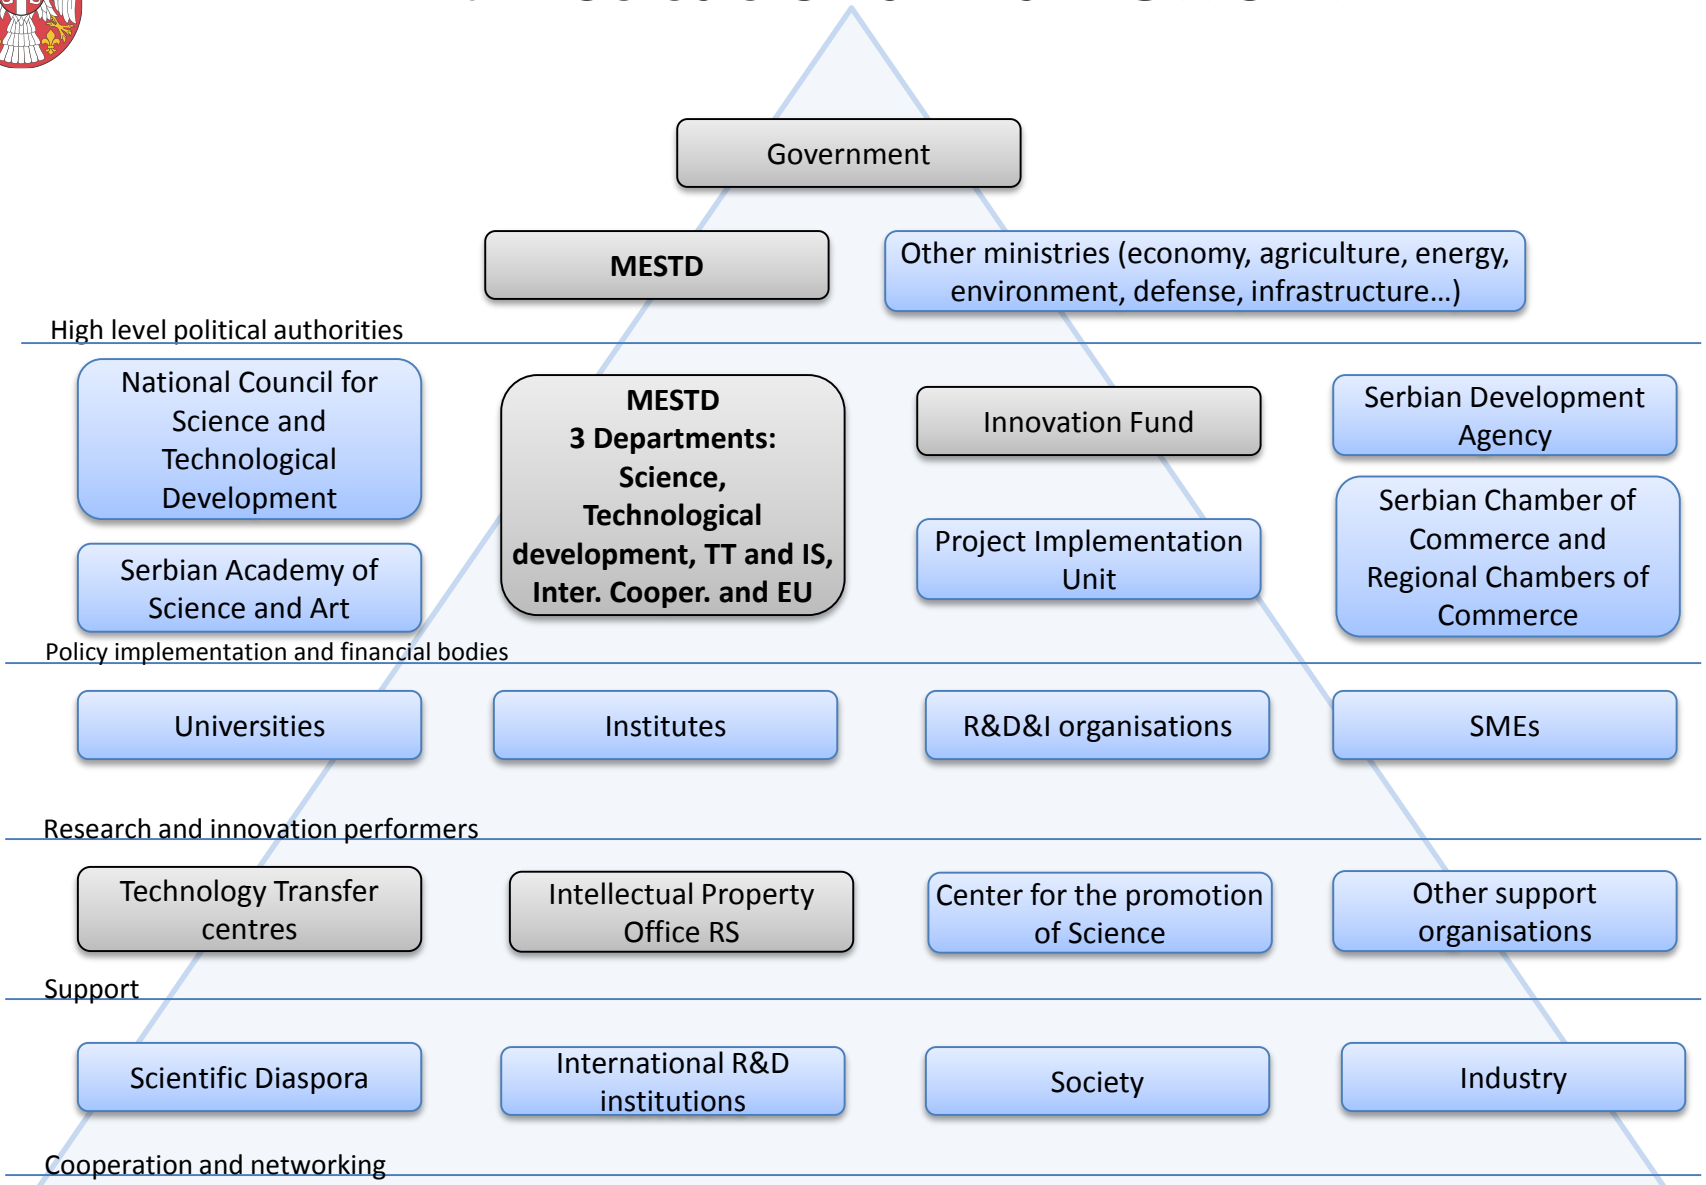 Government
MESTD
Other ministries (economy, agriculture, energy,
environment, defense, infrastructure...)
High level political authorities
National Council for
Science and
Technological
Development
Serbian Academy of
Science and Art
MESTD
3 Departments:
Science,
Technological
development, TT and IS,
Inter. Cooper. and EU
Innovation Fund
Project Implementation
Unit
Serbian Development
Agency
Serbian Chamber of
Commerce and
Regional Chambers of
Commerce
Policy implementation and financial bodies
Universities
Institutes
R&D&I organisations
SMEs
Research and innovation performers
Technology Transfer
centres
Intellectual Property
Office RS
Center for the promotion
of Science
Other support
organisations
Support
Scientific Diaspora
International R&D
institutions
Society
Industry
Cooperation and networking